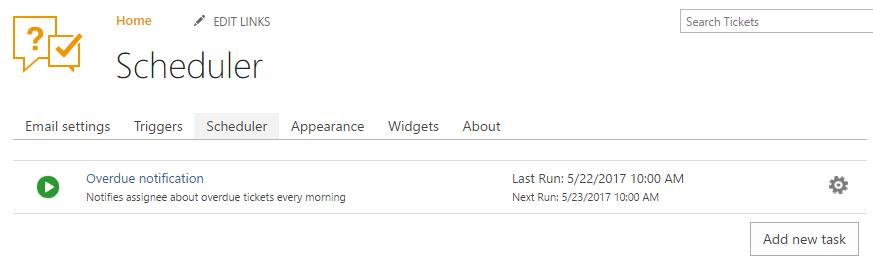 Home EDIT LINKS Search Tickets
Scheduler
Email settings Triggers Scheduler Appearance Widgets About
Overdue notification Last Run: 5/22/2017 10:00 AM
Notifies assignee about overdue tickets every morning Next Run: 5/23/2017 10:00 AM
Add new task